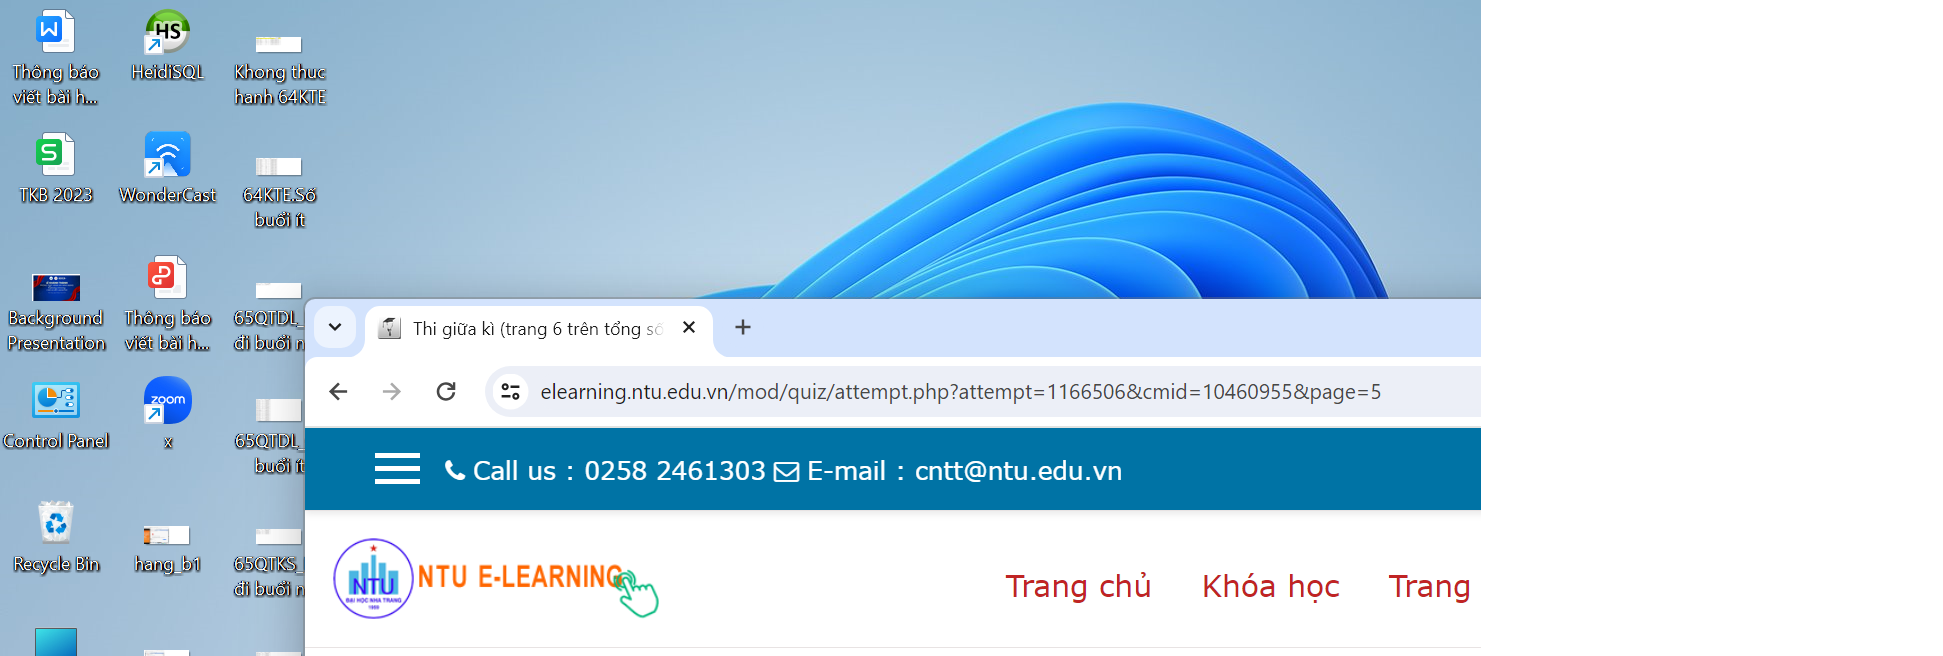 Thông báo
viết bài h...
HeidiSQL
Khong thuc
hanh 64KTE
TKB 2023
WonderCast
64KTE.Số
buổi ít
Background
Presentation
Thông báo
viết bài h...
65QTDL_
đi buổi n
Control Panel
x
65QTDL_
buổi ít
Recycle Bin
hang_b1
65QTKS_
đi buổi n
HS
zoom
Thi giữa kì (trang 6 trên tổng số
elearning.ntu.edu.vn/mod/quiz/attempt.php?attempt=1166506&cmid=10460955&page=5
Call us : 0258 2461303 E-mail : cntt@ntu.edu.vn
NTU
ĐẠI HỌC NHA TRANG
1959
NTU E-LEARNING
Trang chủ Khóa học Trang